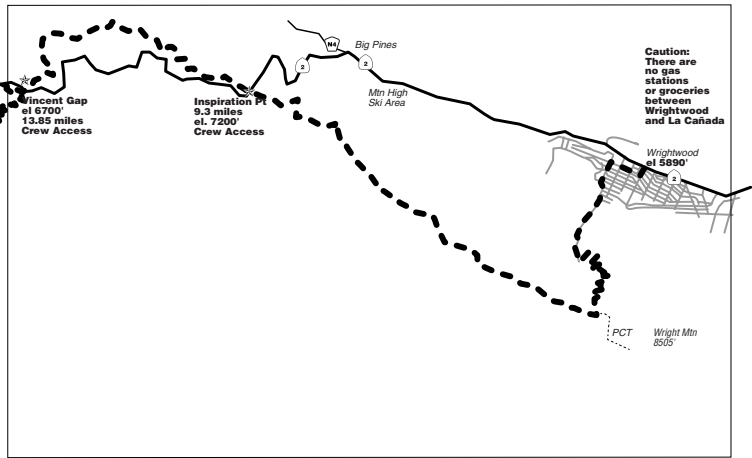 N4
Big Pines
2
2
Mtn High
Ski Area
Caution:
There are
no gas
stations
or groceries
between
Wrightwood
and La Cañada
Vincent Gap
el 6700'
13.85 miles
Crew Access
Inspiration Pt
9.3 miles
el. 7200'
Crew Access
Wrightwood
el 5890'
2
PCT
Wright Mtn
8505'